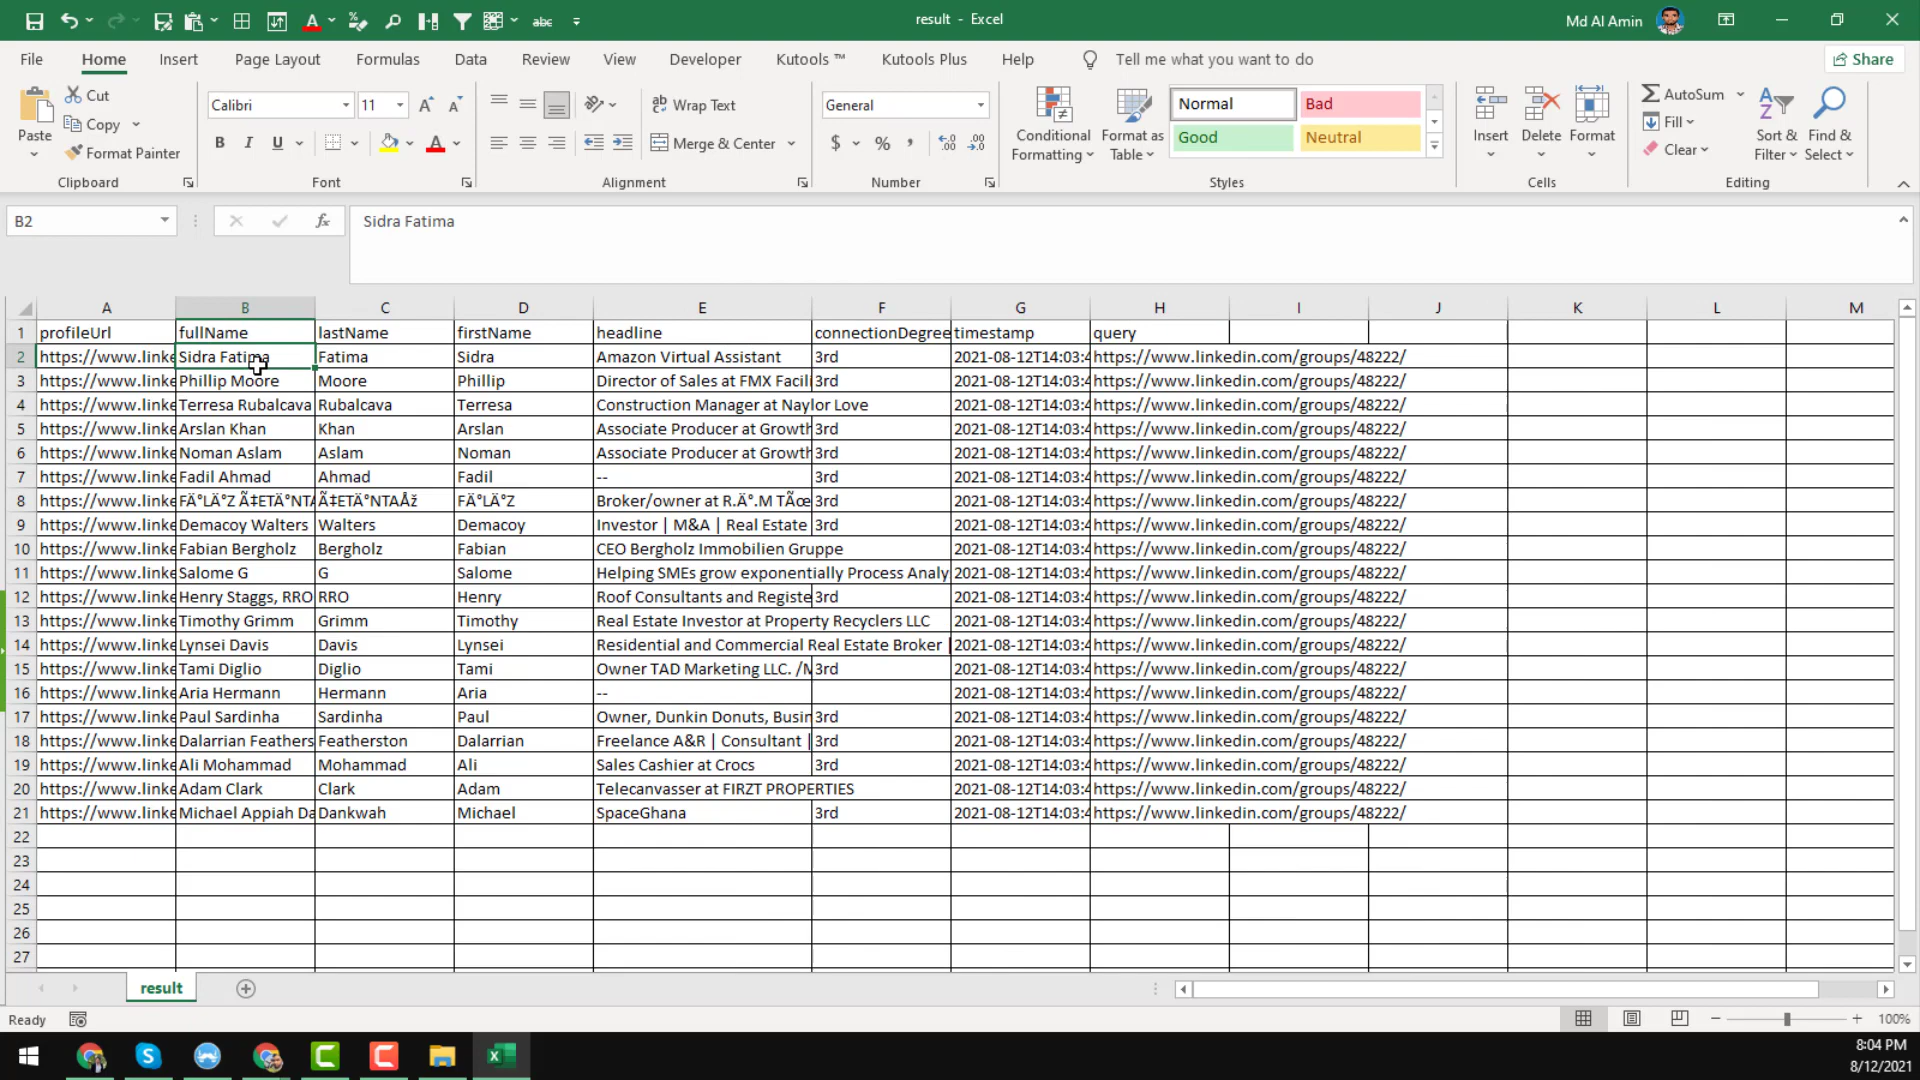 result - Excel
Md Al Amin
File Home Insert Page Layout Formulas Data Review View Developer Kutools ™ Kutools Plus Help Tell me what you want to do Share
Paste Cut Copy Format Painter Clipboard
Calibri 11 B I U Font
Wrap Text Merge & Center Alignment
General $ % Number
Conditional Formatting Format as Table Normal Bad Good Neutral Styles
Insert Delete Format Cells
AutoSum Fill Clear Sort & Filter Find & Select Editing
B2 fx Sidra Fatima
A B C D E F G H I J K L M
1 profileUrl fullName lastName firstName headline connectionDegree timestamp query
2 https://www.linke Sidra Fatima Fatima Sidra Amazon Virtual Assistant 3rd 2021-08-12T14:03:4 https://www.linkedin.com/groups/48222/
3 https://www.linke Phillip Moore Moore Phillip Director of Sales at FMX Facili 3rd 2021-08-12T14:03:4 https://www.linkedin.com/groups/48222/
4 https://www.linke Terresa Rubalcava Rubalcava Terresa Construction Manager at Naylor Love 2021-08-12T14:03:4 https://www.linkedin.com/groups/48222/
5 https://www.linke Arslan Khan Khan Arslan Associate Producer at Growth 3rd 2021-08-12T14:03:4 https://www.linkedin.com/groups/48222/
6 https://www.linke Noman Aslam Aslam Noman Associate Producer at Growth 3rd 2021-08-12T14:03:4 https://www.linkedin.com/groups/48222/
7 https://www.linke Fadil Ahmad Ahmad Fadil -- 3rd 2021-08-12T14:03:4 https://www.linkedin.com/groups/48222/
8 https://www.linke FÄ°LÄ°Z Ã‡ETÄ°NTA Ã‡ETÄ°NTAÅž FÄ°LÄ°Z Broker/owner at R.Ä°.M TÃœ 3rd 2021-08-12T14:03:4 https://www.linkedin.com/groups/48222/
9 https://www.linke Demacoy Walters Walters Demacoy Investor | M&A | Real Estate 3rd 2021-08-12T14:03:4 https://www.linkedin.com/groups/48222/
10 https://www.linke Fabian Bergholz Bergholz Fabian CEO Bergholz Immobilien Gruppe 2021-08-12T14:03:4 https://www.linkedin.com/groups/48222/
11 https://www.linke Salome G G Salome Helping SMEs grow exponentially Process Analy 2021-08-12T14:03:4 https://www.linkedin.com/groups/48222/
12 https://www.linke Henry Staggs, RRO RRO Henry Roof Consultants and Registe 3rd 2021-08-12T14:03:4 https://www.linkedin.com/groups/48222/
13 https://www.linke Timothy Grimm Grimm Timothy Real Estate Investor at Property Recyclers LLC 2021-08-12T14:03:4 https://www.linkedin.com/groups/48222/
14 https://www.linke Lynsei Davis Davis Lynsei Residential and Commercial Real Estate Broker | 2021-08-12T14:03:4 https://www.linkedin.com/groups/48222/
15 https://www.linke Tami Diglio Diglio Tami Owner TAD Marketing LLC. /M 3rd 2021-08-12T14:03:4 https://www.linkedin.com/groups/48222/
16 https://www.linke Aria Hermann Hermann Aria -- 2021-08-12T14:03:4 https://www.linkedin.com/groups/48222/
17 https://www.linke Paul Sardinha Sardinha Paul Owner, Dunkin Donuts, Busin 3rd 2021-08-12T14:03:4 https://www.linkedin.com/groups/48222/
18 https://www.linke Dalarrian Feathers Featherston Dalarrian Freelance A&R | Consultant | 3rd 2021-08-12T14:03:4 https://www.linkedin.com/groups/48222/
19 https://www.linke Ali Mohammad Mohammad Ali Sales Cashier at Crocs 3rd 2021-08-12T14:03:4 https://www.linkedin.com/groups/48222/
20 https://www.linke Adam Clark Clark Adam Telecanvasser at FIRZT PROPERTIES 2021-08-12T14:03:4 https://www.linkedin.com/groups/48222/
21 https://www.linke Michael Appiah Da Dankwah Michael SpaceGhana 3rd 2021-08-12T14:03:4 https://www.linkedin.com/groups/48222/
22
23
24
25
26
27
result
Ready 100%
8:04 PM
8/12/2021